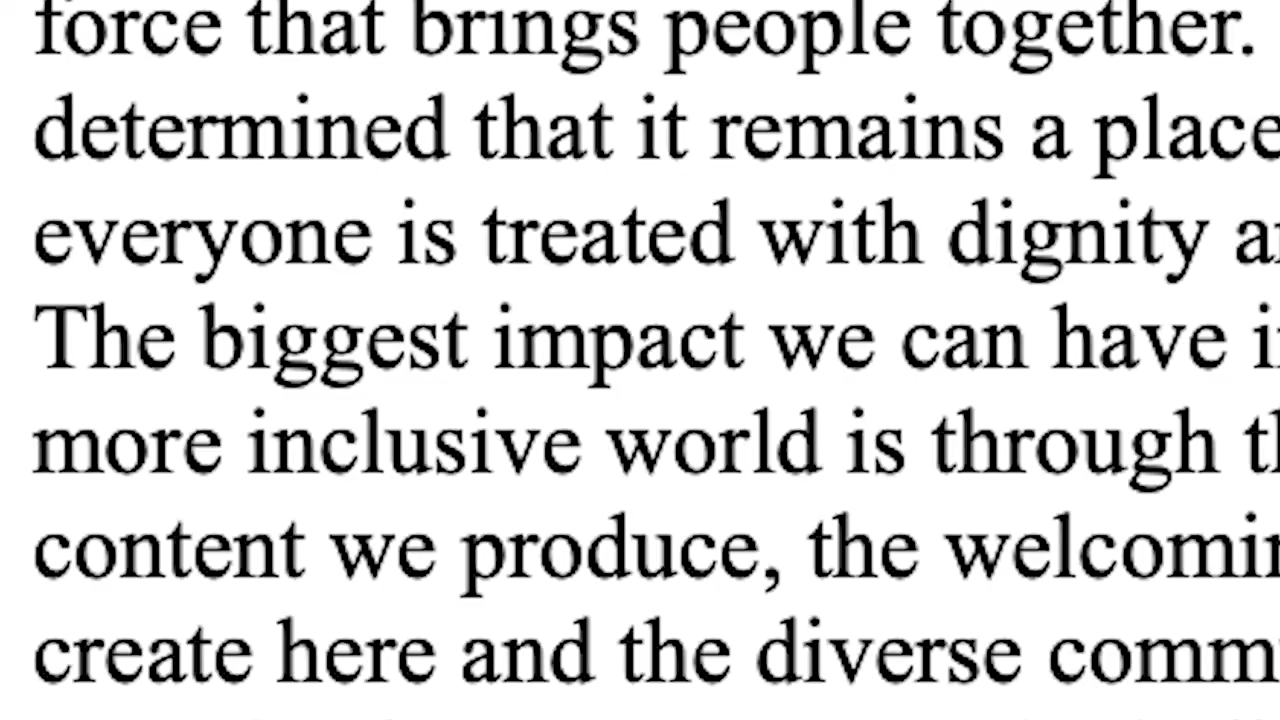 force that brings people together.
determined that it remains a place
everyone is treated with dignity
The biggest impact we can have
more inclusive world is through
content we produce, the
create here and the diverse